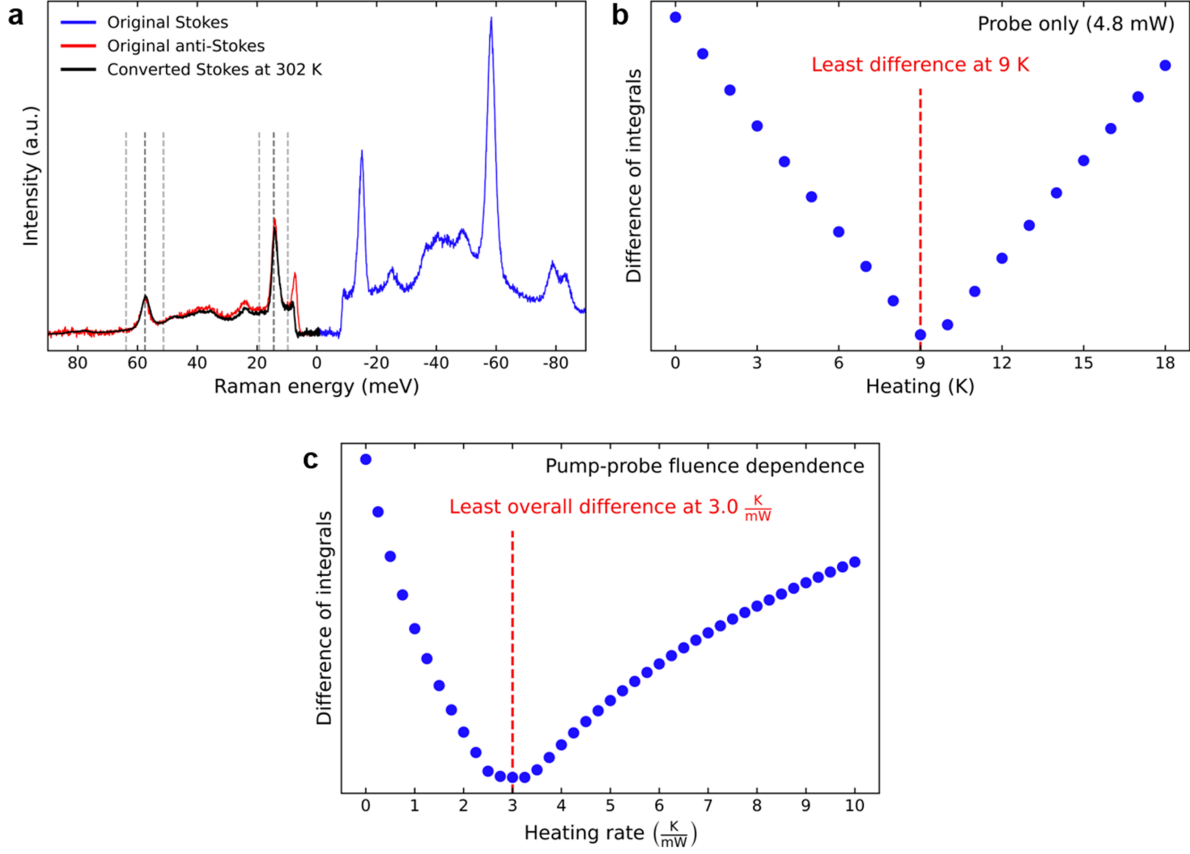 a
Original Stokes
Original anti-Stokes
Converted Stokes at 302 K
Intensity (a.u.)
80 60 40 20 0 -20 -40 -60 -80
Raman energy (meV)
b
Probe only (4.8 mW)
Least difference at 9 K
Difference of integrals
0 3 6 9 12 15 18
Heating (K)
c
Pump-probe fluence dependence
Least overall difference at 3.0 K/mW
Difference of integrals
0 1 2 3 4 5 6 7 8 9 10
Heating rate (K/mW)